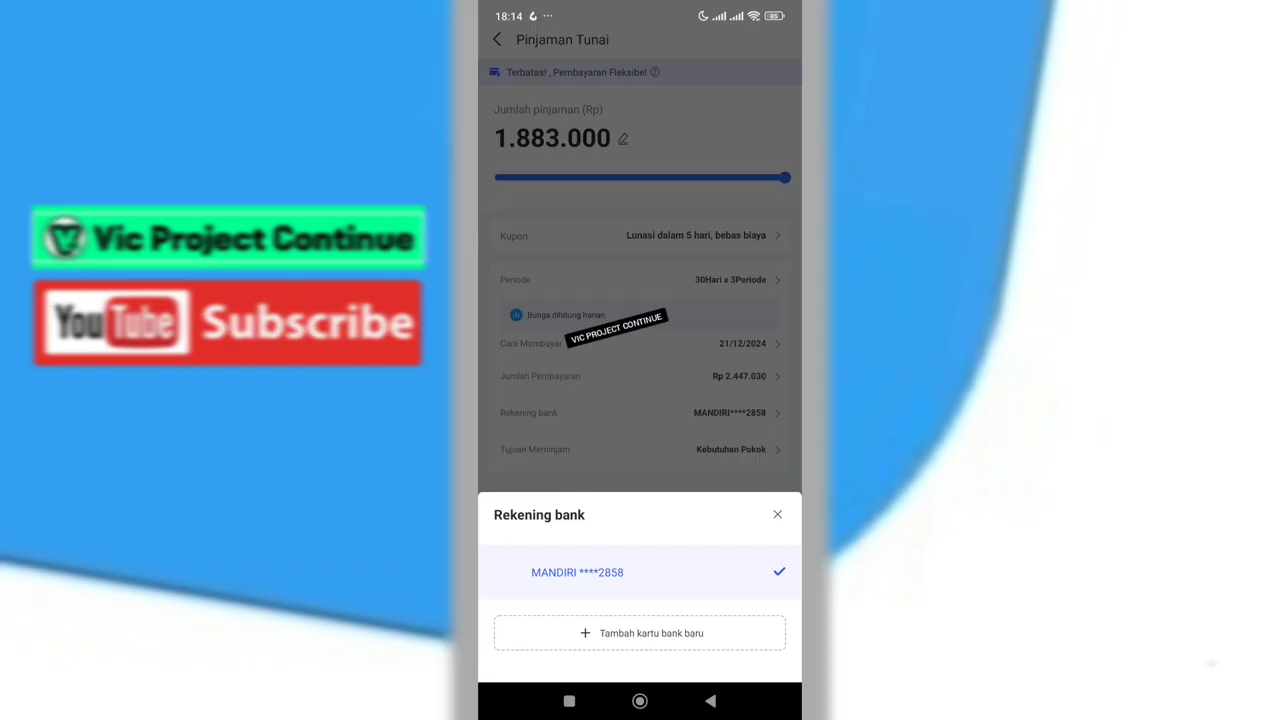 Vic Project Continue
YouTube Subscribe
18:14 ...
85
Pinjaman Tunai
Terbatas! , Pembayaran Fleksibel
Jumlah pinjaman (Rp)
1.883.000
Kupon Lunasi dalam 5 hari, bebas biaya
Periode 30Hari x 3Periode
Bunga dihitung harian
VIC PROJECT CONTINUE
Cara Membayar 21/12/2024
Jumlah Pembayaran Rp 2.447.030
Rekening bank MANDIRI****2858
Tujuan Meminjam Kebutuhan Pokok
Rekening bank
MANDIRI ****2858
+ Tambah kartu bank baru